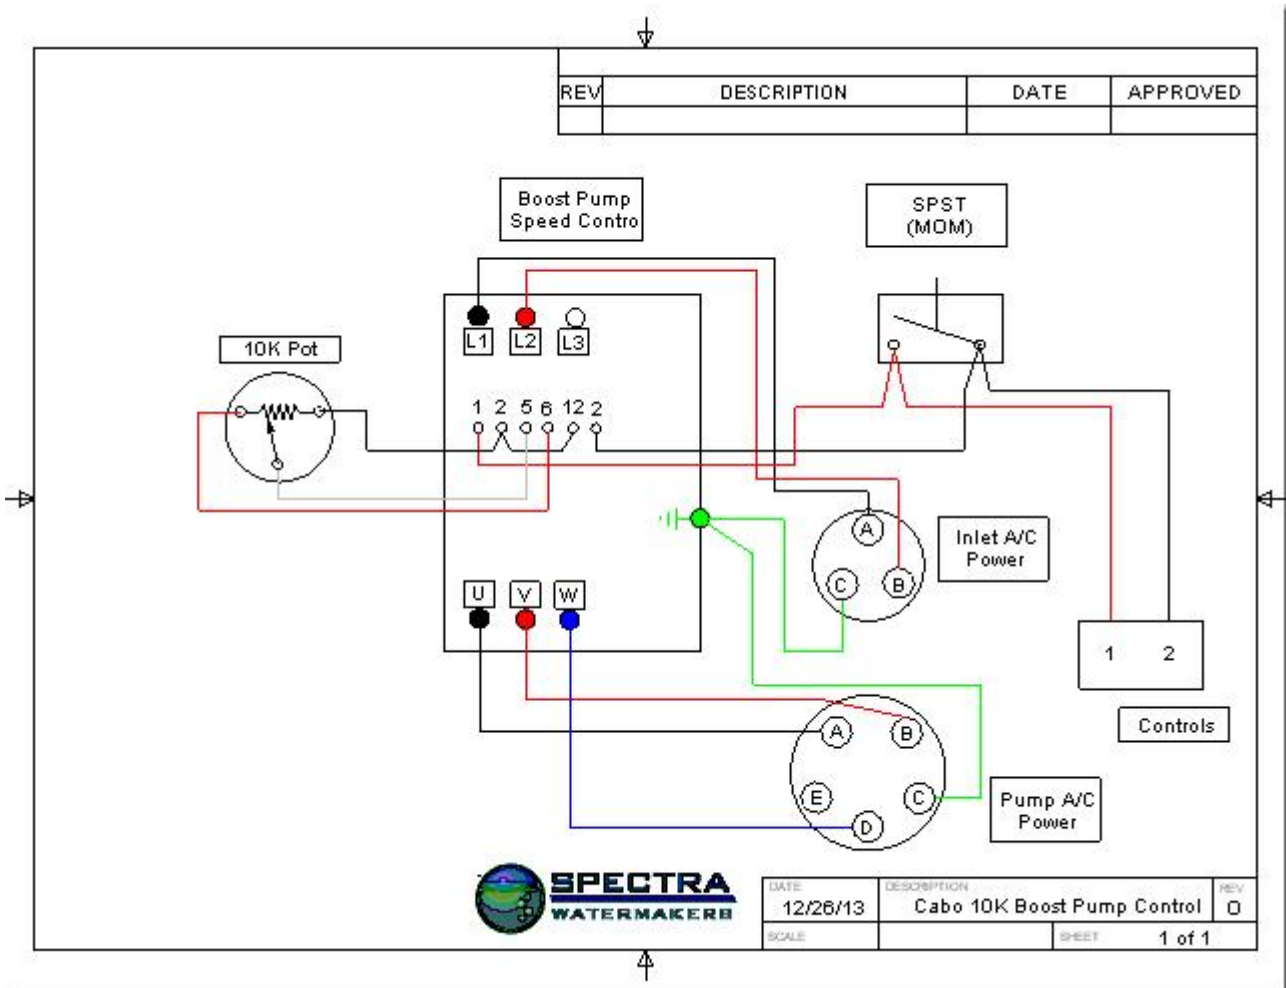 REV DESCRIPTION DATE APPROVED
Boost Pump
Speed Contro
SPST
(MOM)
10K Pot
L1 L2 L3
1 2 5 6 12 2
A
Inlet A/C
Power
C B
U V W
1 2
Controls
A B
E C
D
Pump A/C
Power
SPECTRA
WATERMAKERS
DATE
12/26/13
DESCRIPTION
Cabo 10K Boost Pump Control
REV
O
SCALE
SHEET 1 of 1